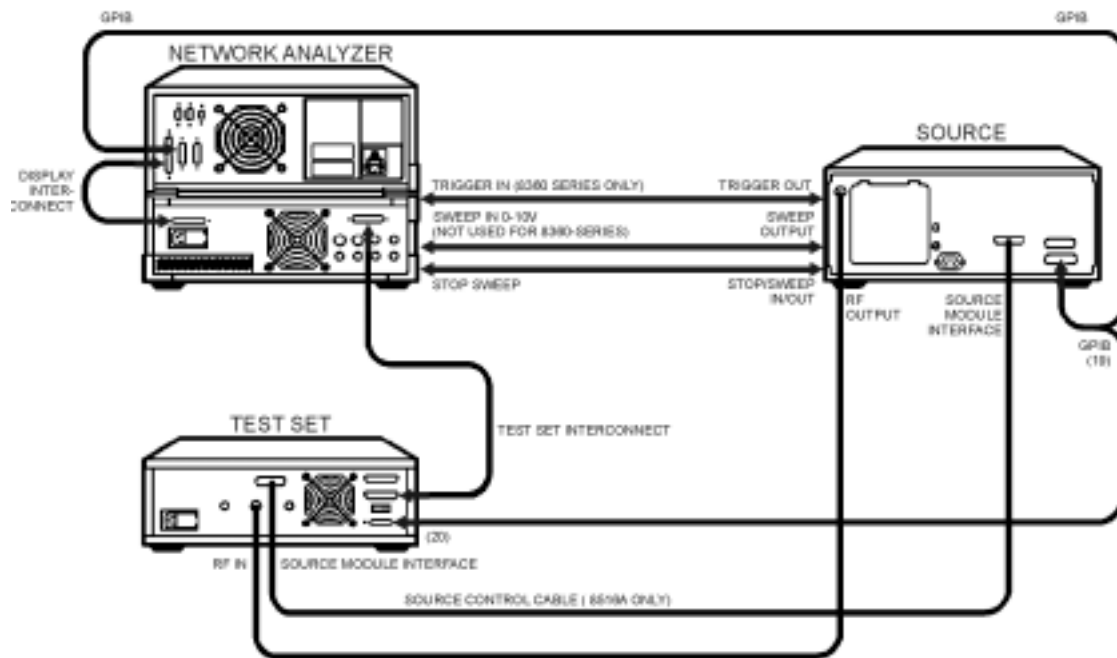 GPIB
GPIB
NETWORK ANALYZER
SOURCE
DISPLAY
INTER-
CONNECT
TRIGGER IN (8360 SERIES ONLY)
TRIGGER OUT
SWEEP IN 0-10V
(NOT USED FOR 8360-SERIES)
SWEEP
OUTPUT
STOP SWEEP
STOP/SWEEP
IN/OUT
RF
OUTPUT
SOURCE
MODULE
INTERFACE
GPIB
(19)
TEST SET
TEST SET INTERCONNECT
(20)
RF IN
SOURCE MODULE INTERFACE
SOURCE CONTROL CABLE ( 8516A ONLY)